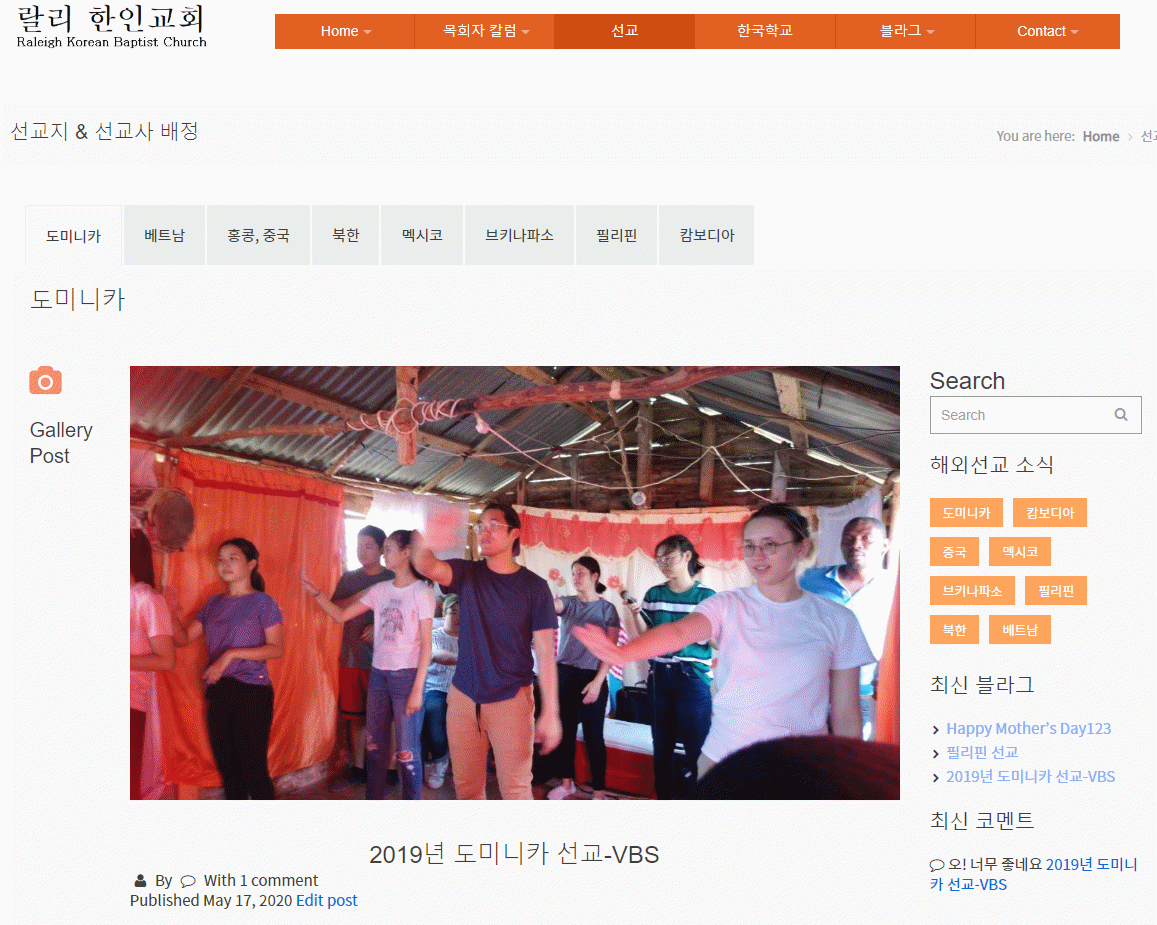 랄리 한인교회
Raleigh Korean Baptist Church
Home
목회자 칼럼
선교
한국학교
블라그
Contact
선교지 & 선교사 배정
You are here: Home › 선교
도미니카
베트남
홍콩, 중국
북한
멕시코
브키나파소
필리핀
캄보디아
도미니카
Gallery
Post
Search
Search
해외선교 소식
도미니카
캄보디아
중국
멕시코
브키나파소
필리핀
북한
베트남
최신 블라그
Happy Mother’s Day123
필리핀 선교
2019년 도미니카 선교-VBS
최신 코멘트
오! 너무 좋네요 2019년 도미니
카 선교-VBS
2019년 도미니카 선교-VBS
By With 1 comment
Published May 17, 2020 Edit post